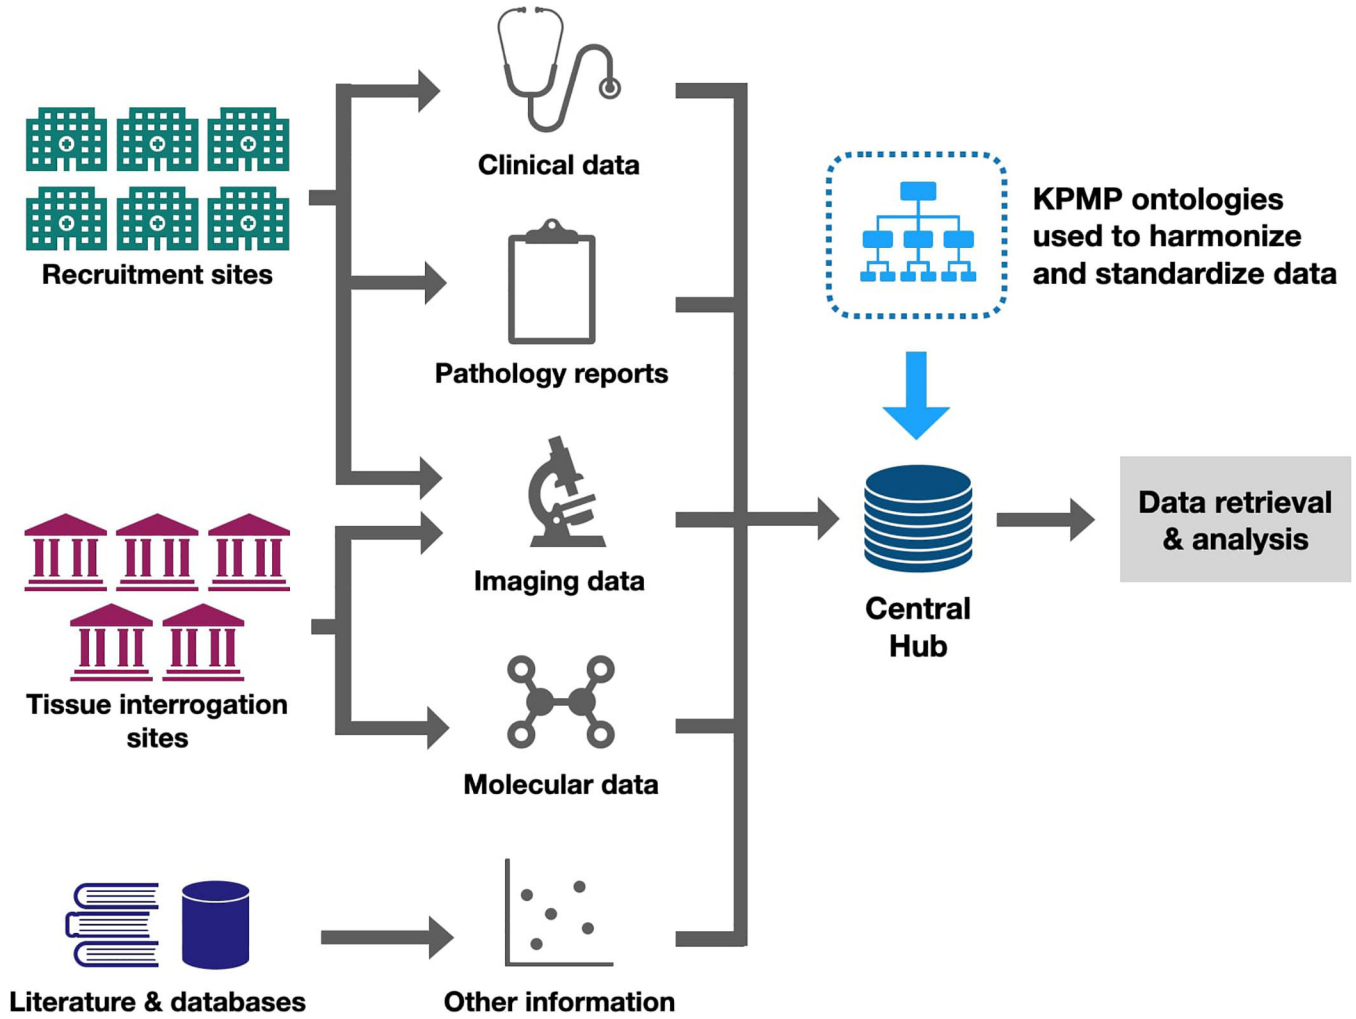 Clinical data
Recruitment sites
Pathology reports
KPMP ontologies
used to harmonize
and standardize data
Imaging data
Tissue interrogation
sites
Molecular data
Central
Hub
Data retrieval
& analysis
Literature & databases
Other information